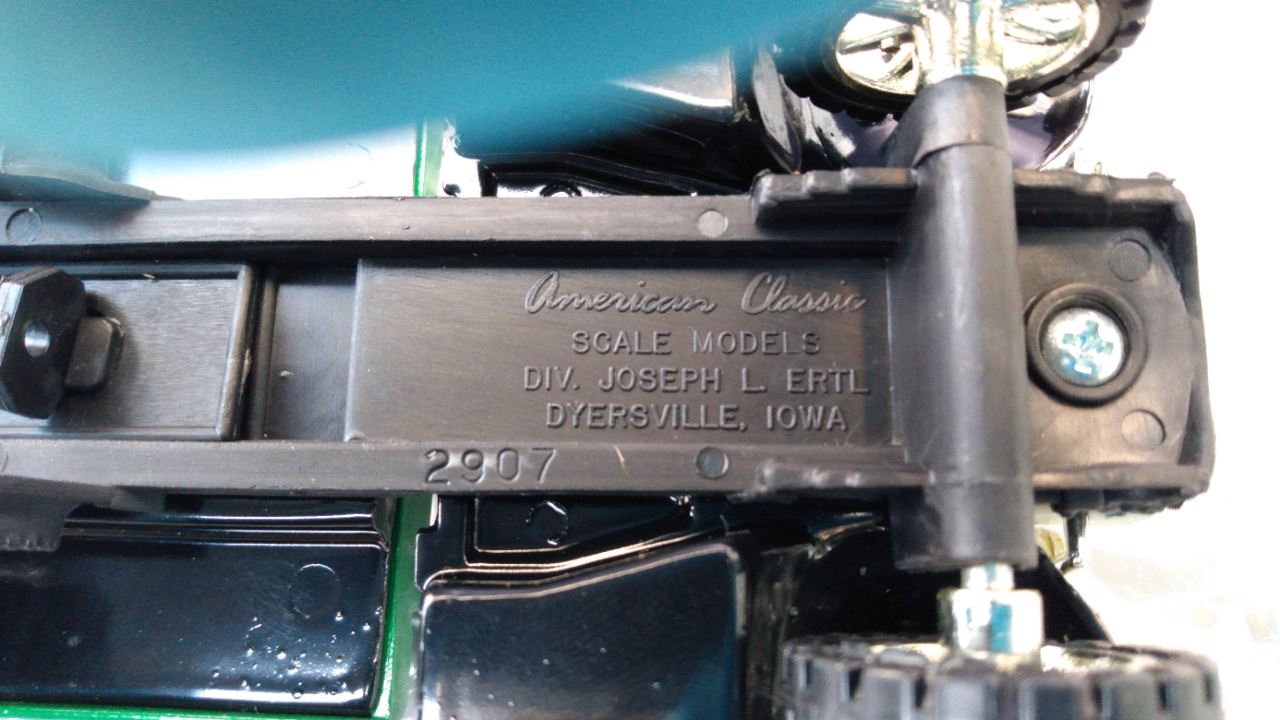 American Classic
SCALE MODELS
DIV. JOSEPH L. ERTL
DYERSVILLE, IOWA
2907